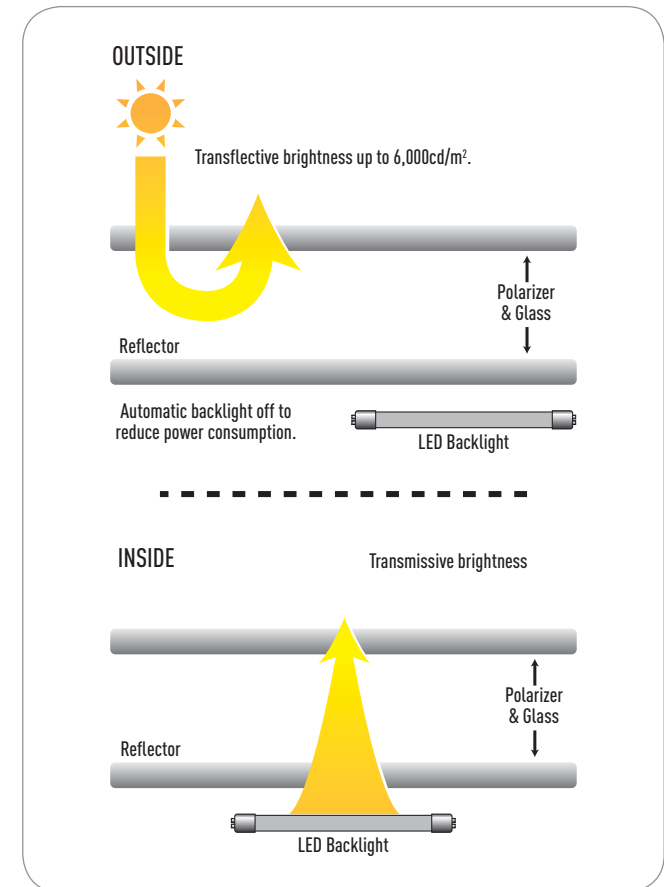 OUTSIDE
Transflective brightness up to 6,000cd/m².
Polarizer
& Glass
Reflector
Automatic backlight off to
reduce power consumption.
LED Backlight
INSIDE
Transmissive brightness
Polarizer
& Glass
Reflector
LED Backlight